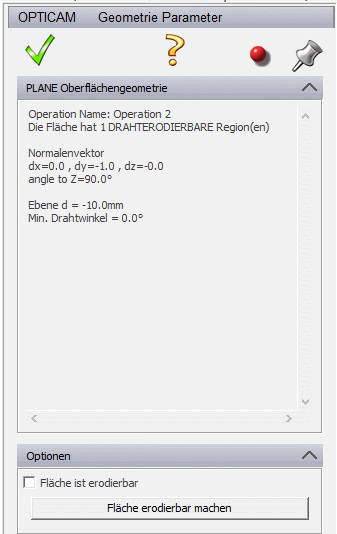 OPTICAM Geometrie Parameter
PLANE Oberflächengeometrie
Operation Name: Operation 2
Die Fläche hat 1 DRAHTERODIERBARE Region(en)
Normalenvektor
dx=0.0 , dy=-1.0 , dz=-0.0
angle to Z=90.0°
Ebene d = -10.0mm
Min. Drahtwinkel = 0.0°
Optionen
Fläche ist erodierbar
Fläche erodierbar machen